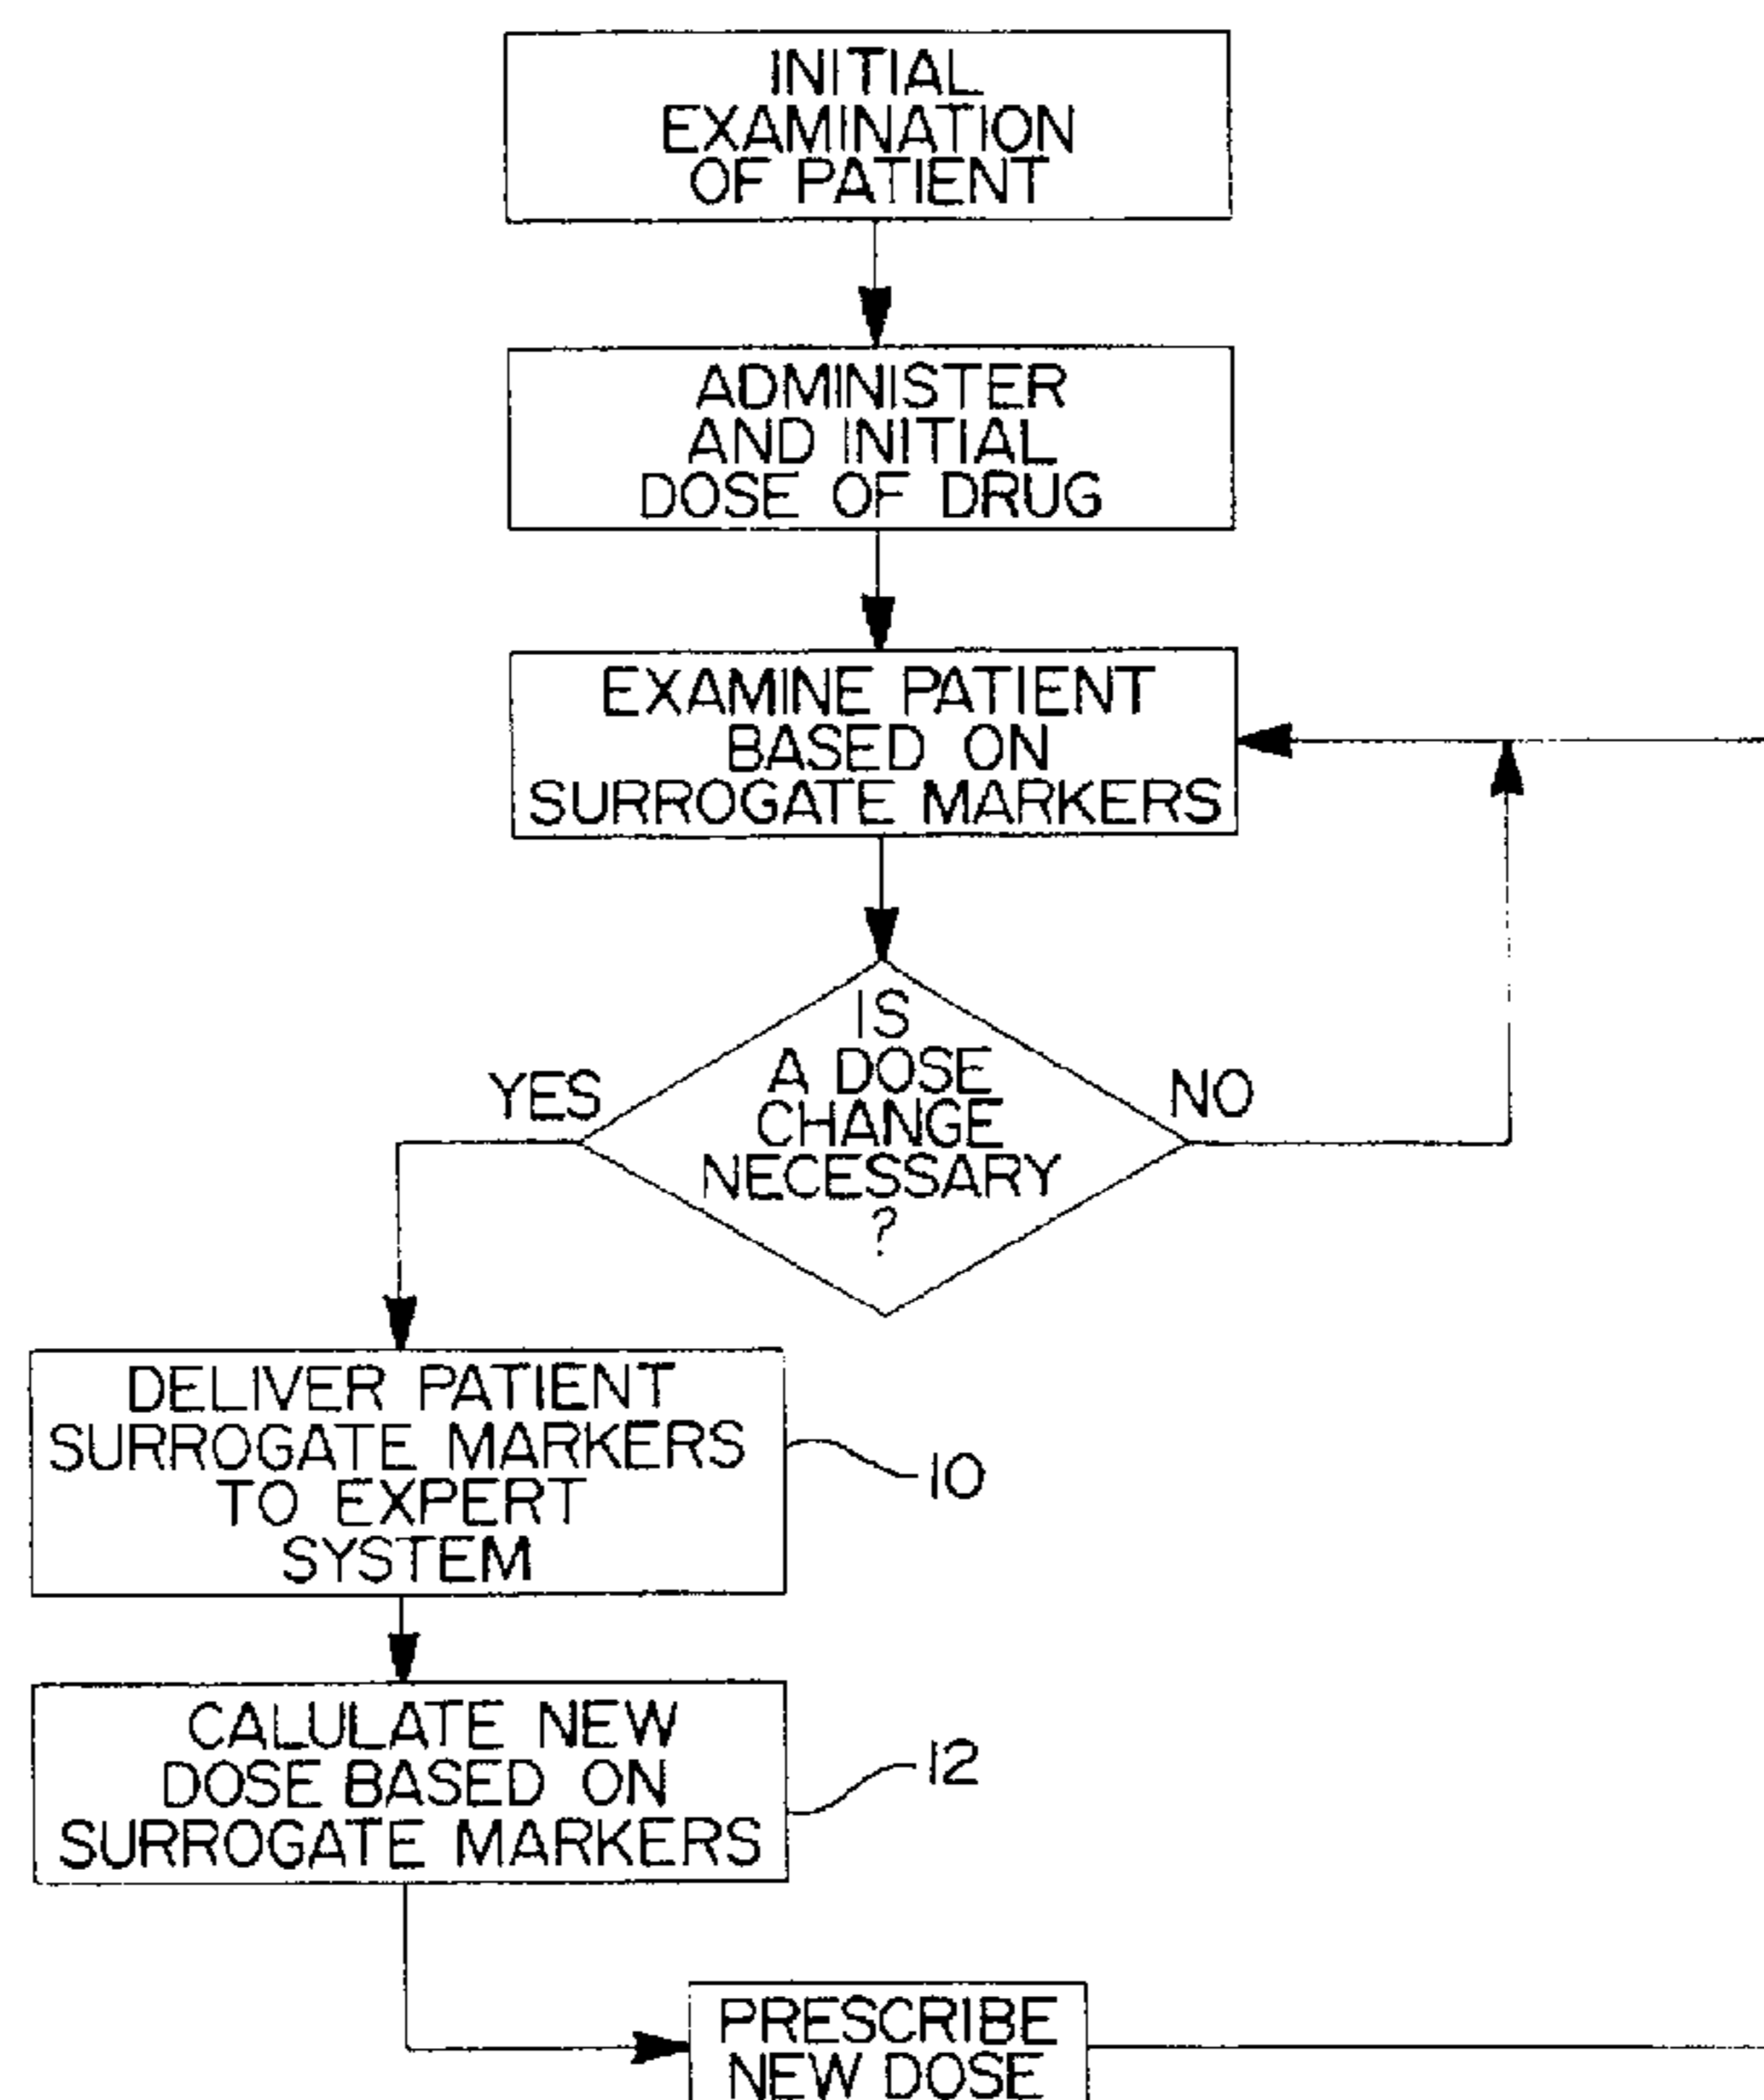 INITIAL
EXAMINATION
OF PATIENT
ADMINISTER
AND INITIAL
DOSE OF DRUG
EXAMINE PATIENT
BASED ON
SURROGATE MARKERS
IS
A DOSE
CHANGE
NECESSARY
?
YES
NO
DELIVER PATIENT
SURROGATE MARKERS
TO EXPERT
SYSTEM
10
CALULATE NEW
DOSE BASED ON
SURROGATE MARKERS
12
PRESCRIBE
NEW DOSE